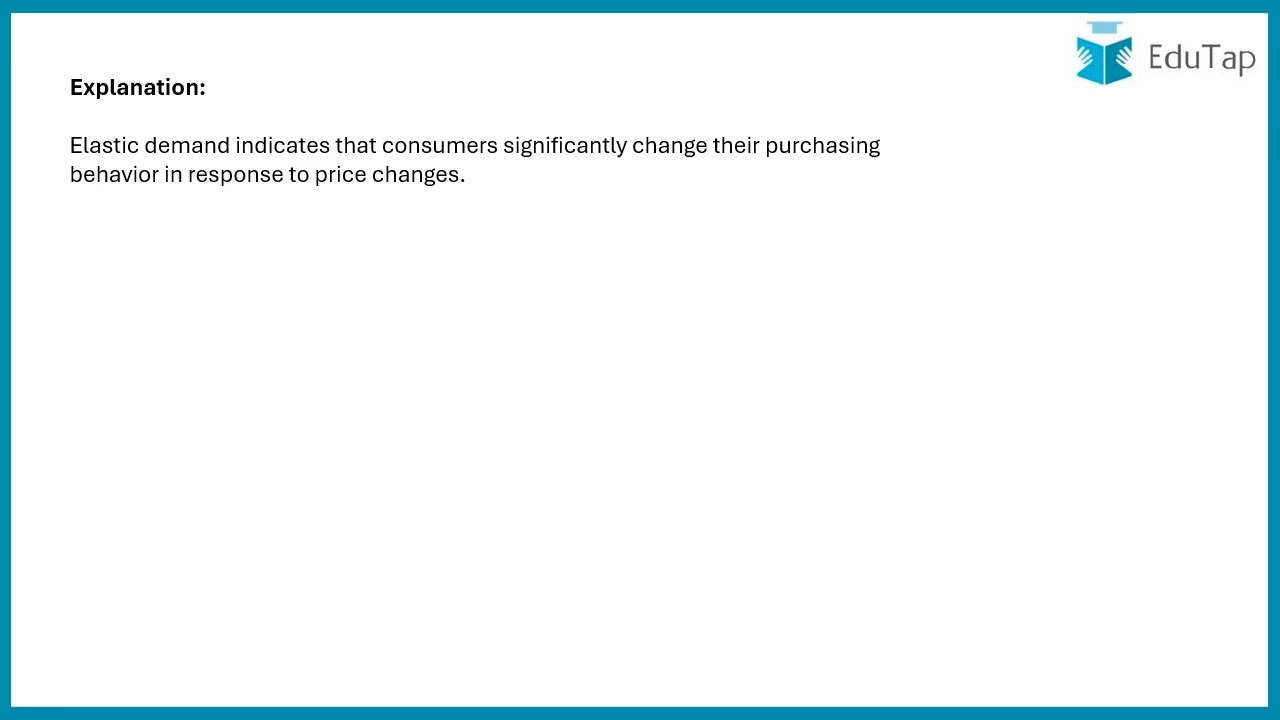 EduTap
Explanation:
Elastic demand indicates that consumers significantly change their purchasing
behavior in response to price changes.